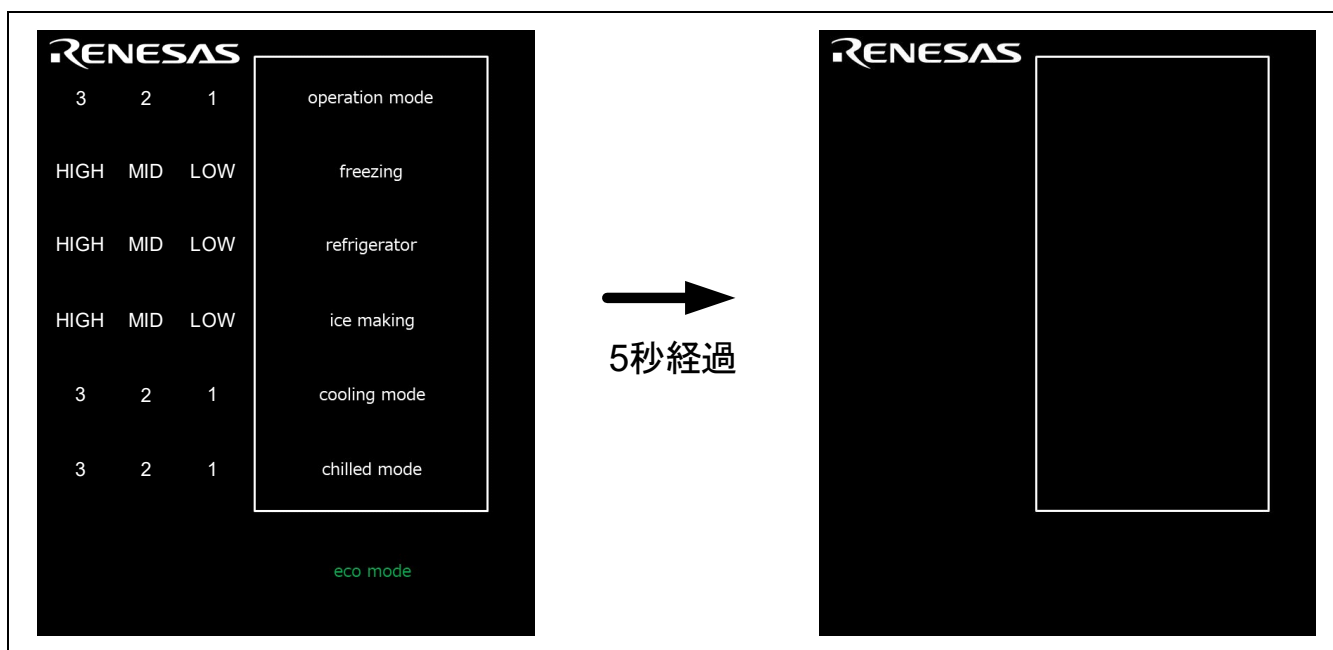 RENESAS
3 2 1 operation mode
HIGH MID LOW freezing
HIGH MID LOW refrigerator
HIGH MID LOW ice making
3 2 1 cooling mode
3 2 1 chilled mode
eco mode
5秒経過
RENESAS